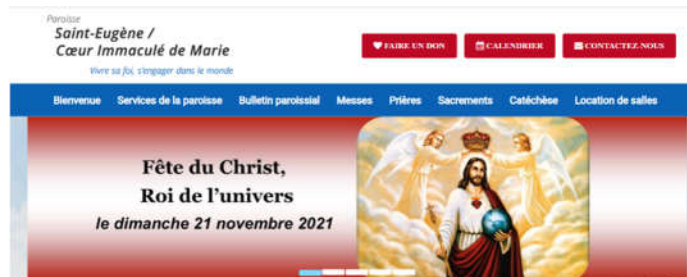 Paroisse
Saint-Eugène /
Cœur Immaculé de Marie
Vivre sa foi, s'engager dans le monde
FAIRE UN DON
CALENDRIER
CONTACTEZ-NOUS
Bienvenue Services de la paroisse Bulletin paroissial Messes Prières Sacrements Catéchèse Location de salles
Fête du Christ,
Roi de l'univers
le dimanche 21 novembre 2021